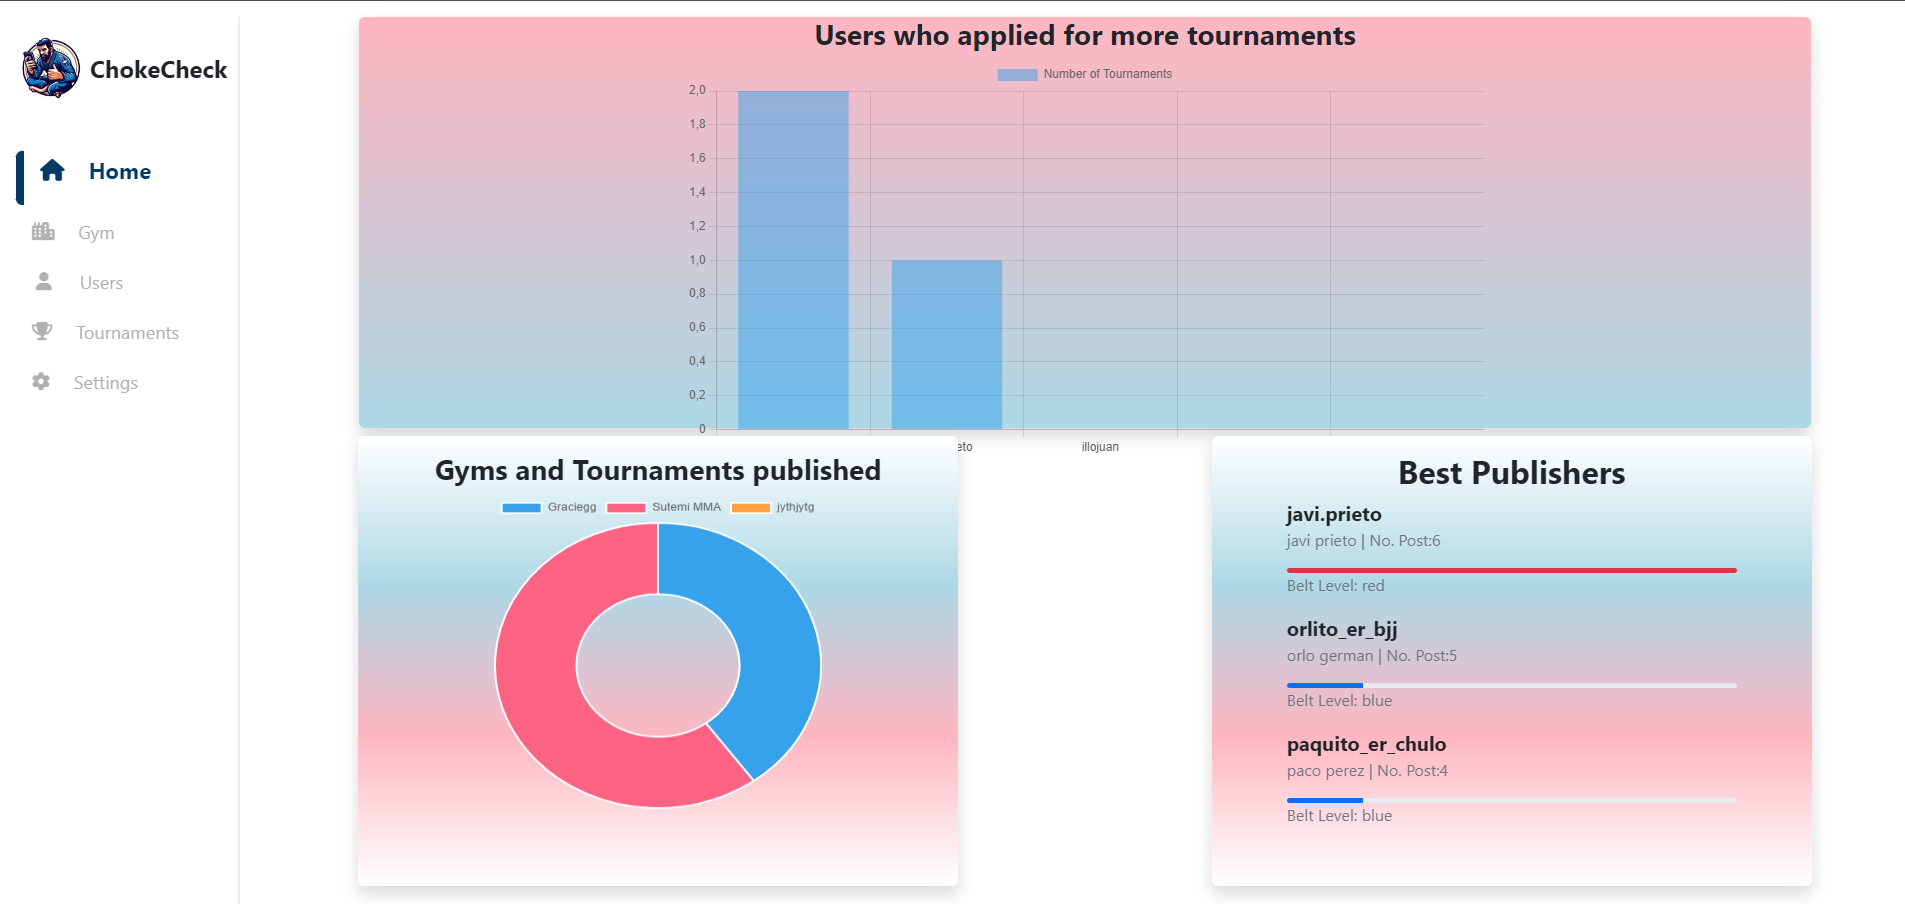 ChokeCheck
Home
Gym
Users
Tournaments
Settings
Users who applied for more tournaments
Number of Tournaments
2,0
1,8
1,6
1,4
1,2
1,0
0,8
0,6
0,4
0,2
0
eto
illojuan
Gyms and Tournaments published
Graciegg Sutemi MMA jythjytg
Best Publishers
javi.prieto
javi prieto | No. Post:6
Belt Level: red
orlito_er_bjj
orlo german | No. Post:5
Belt Level: blue
paquito_er_chulo
paco perez | No. Post:4
Belt Level: blue